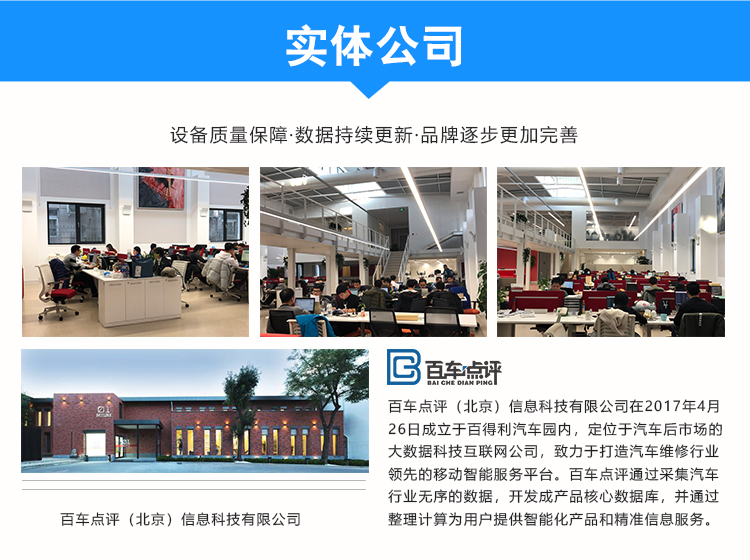 实体公司
设备质量保障·数据持续更新·品牌逐步更加完善
百车点评
BAI CHE DIAN PING
百车点评（北京）信息科技有限公司在2017年4月
26日成立于百得利汽车园内，定位于汽车后市场的
大数据科技互联网公司，致力于打造汽车维修行业
领先的移动智能服务平台。百车点评通过采集汽车
行业无序的数据，开发成产品核心数据库，并通过
整理计算为用户提供智能化产品和精准信息服务。
百车点评（北京）信息科技有限公司